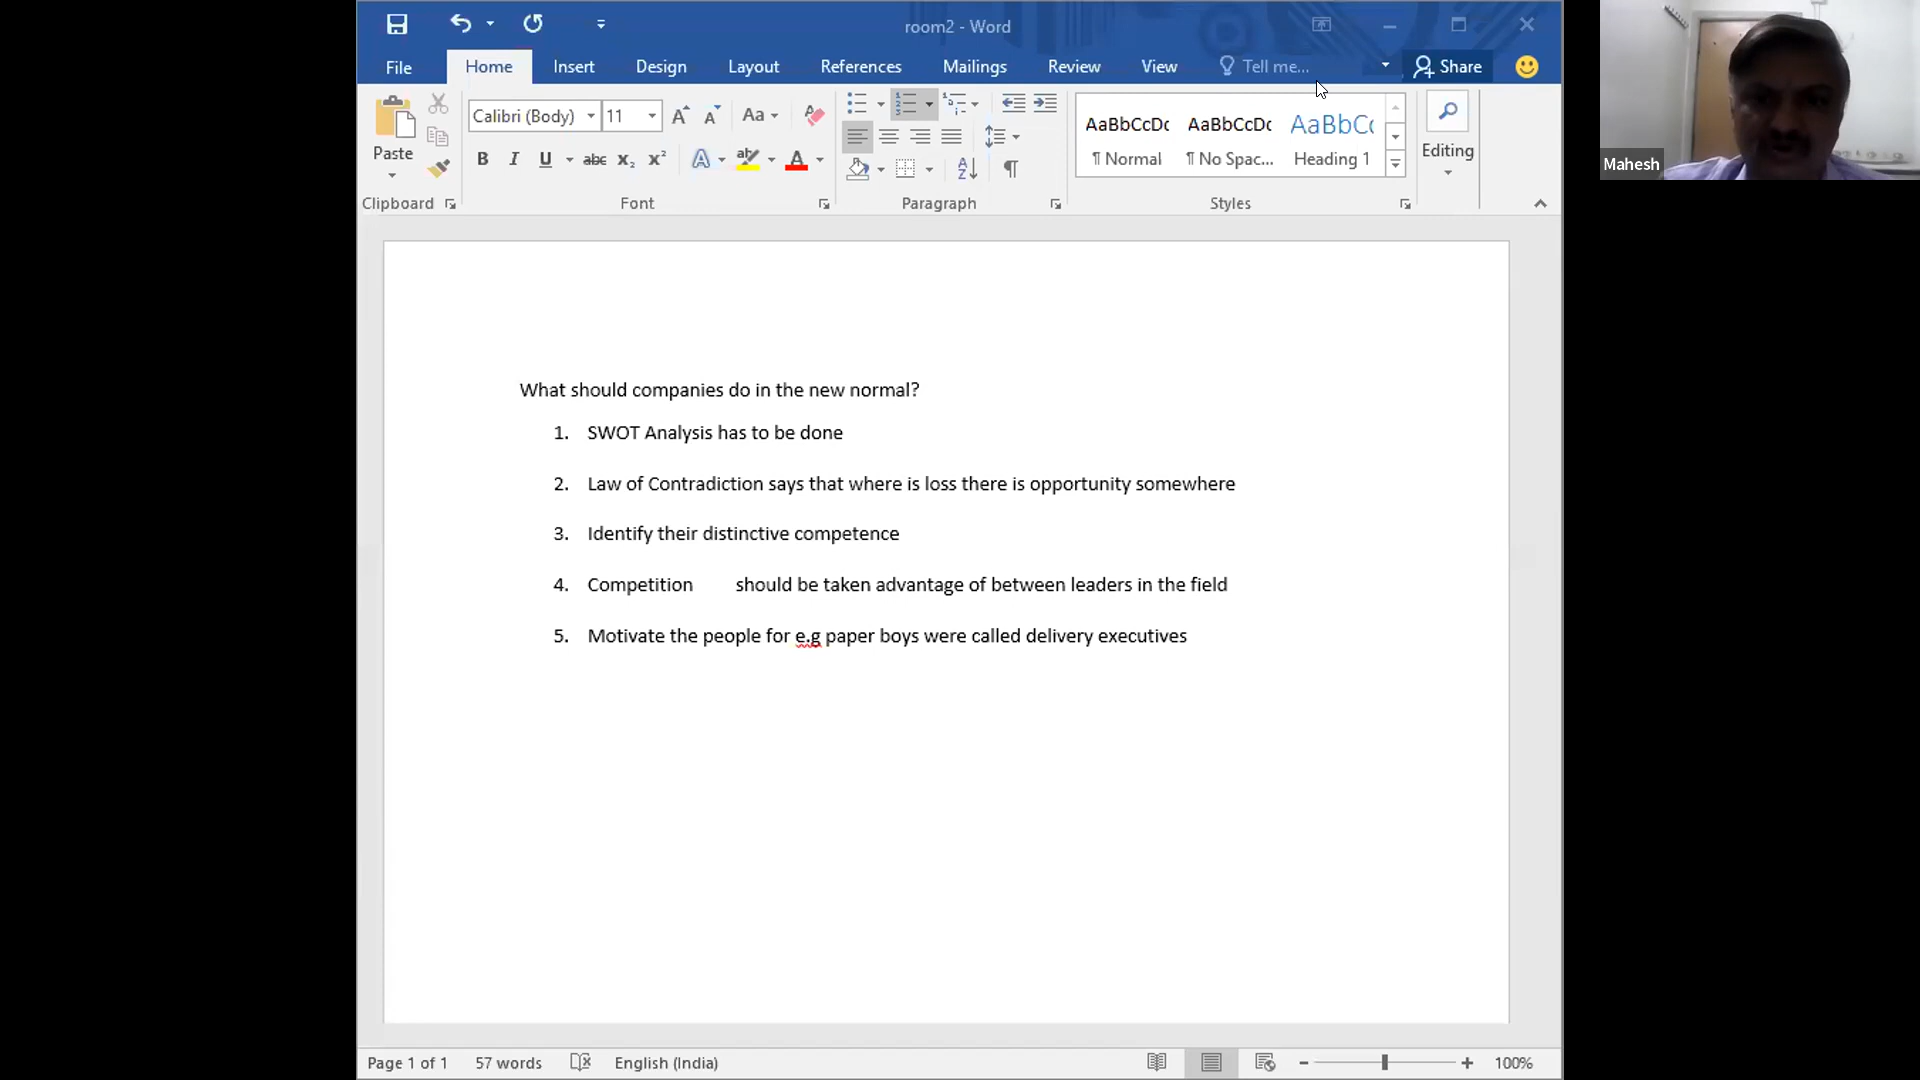 room2 - Word
File Home Insert Design Layout References Mailings Review View Tell me... Share
Calibri (Body) 11 Aa
AaBbCcDc AaBbCcDc AaBbCc
Paste B I U abc x₂ x² A ab A ¶ Normal ¶ No Spac... Heading 1 Editing
Clipboard Font Paragraph Styles
Mahesh
What should companies do in the new normal?
1. SWOT Analysis has to be done
2. Law of Contradiction says that where is loss there is opportunity somewhere
3. Identify their distinctive competence
4. Competition should be taken advantage of between leaders in the field
5. Motivate the people for e.g paper boys were called delivery executives
Page 1 of 1 57 words English (India) 100%